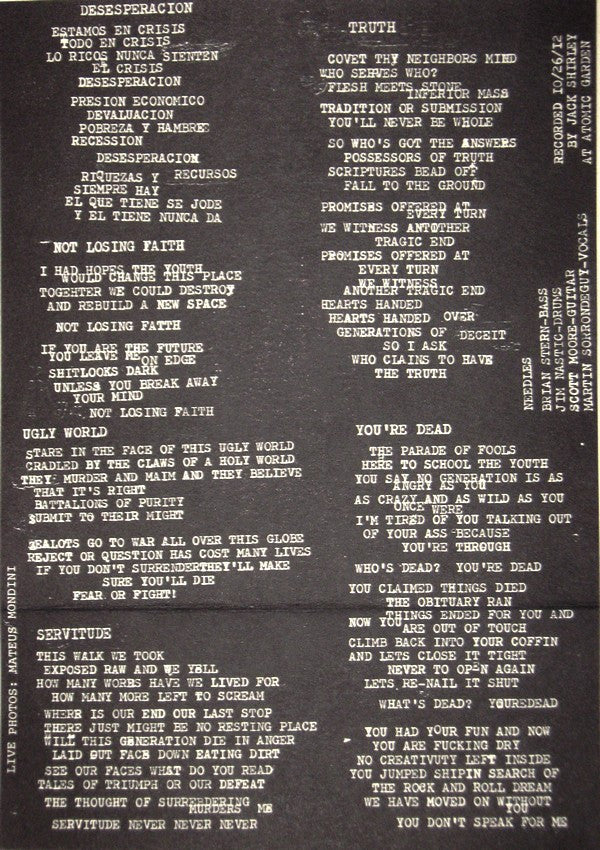 DESESPERACION
ESTAMOS EN CRISIS
TODO EN CRISIS
LO RICOS NUNCA SIENTEN
EL CRISIS
DESESPERACION
PRESION ECONOMICO
DEVALUACION
POBREZA Y HAMBRE
RECESSION
DESESPERACION
RIQUEZAS Y RECURSOS
SIEMPRE HAY
EL QUE TIENE SE JODE
Y EL TIENE NUNCA DA
NOT LOSING FAITH
I HAD HOPES THE YOUTH
WOULD CHANGE THIS PLACE
TOGEHTER WE COULD DESTROY
AND REBUILD A NEW SPACE
NOT LOSING FATTH
IF YOU ARE THE FUTURE
YOU LEAVE ME ON EDGE
SHITLOOKS DARK
UNLESS YOU BREAK AWAY
YOUR MIND
NOT LOSING FAITH
UGLY WORLD
STARE IN THE FACE OF THIS UGLY WORLD
CRADLED BY THE CLAWS OF A HOLY WORLD
THEY MURDER AND MAIM AND THEY BELIEVE
THAT IT'S RIGHT
BATTALIONS OF PURITY
SUBMIT TO THEIR MIGHT
ZEALOTS GO TO WAR ALL OVER THIS GLOBE
REJECT OR QUESTION HAS COST MANY LIVES
IF YOU DON'T SURRENDERTHEY'LL MAKE
SURE YOU'LL DIE
FEAR OR FIGHT!
SERVITUDE
THIS WALK WE TOOK
EXPOSED RAW AND WE YELL
HOW MANY WORBS HAVE WE LIVED FOR
HOW MANY MORE LEFT TO SCREAM
WHERE IS OUR END OUR LAST STOP
THERE JUST MIGHT BE NO RESTING PLACE
WILL THIS GENERATION DIE IN ANGER
LAID OUT FACE DOWN EATING DIRT
SEE OUR FACES WHAT DO YOU READ
TALES OF TRIUMPH OR OUR DEFEAT
THE THOUGHT OF SURRENDERING
MURDERS ME
SERVITUDE NEVER NEVER NEVER
LIVE PHOTOS: MATEUS MONDINI
TRUTH
COVET THY NEIGHBORS MIND
WHO SERVES WHO?
FLESH MEETS STONE
INFERIOR MASS
TRADITION OR SUBMISSION
YOU'LL NEVER BE WHOLE
SO WHO'S GOT THE ANSWERS
POSSESSORS OF TRUTH
SCRIPTURES BEAD OFF
FALL TO THE GROUND
PROMISES OFFERED AT
EVERY TURN
WE WITNESS ANTOTHER
TRAGIC END
PROMISES OFFERED AT
EVERY TURN
WE WITNESS
ANOTHER TRAGIC END
HEARTS HANDED
HEARTS HANDED OVER
GENERATIONS OF DECEIT
SO I ASK
WHO CLAINS TO HAVE
THE TRUTH
YOU'RE DEAD
THE PARADE OF FOOLS
HERE TO SCHOOL THE YOUTH
YOU SAY NO GENERATION IS AS
ANGRY AS YOU
AS CRAZY AND AS WILD AS YOU
ONCE WERE
I'M TIRED OF YOU TALKING OUT
OF YOUR ASS BECAUSE
YOU'RE THROUGH
WHO'S DEAD? YOU'RE DEAD
YOU CLAIMED THINGS DIED
THE OBITUARY RAN
THINGS ENDED FOR YOU AND
NOW YOU ARE OUT OF TOUCH
CLIMB BACK INTO YOUR COFFIN
AND LETS CLOSE IT TIGHT
NEVER TO OPEN AGAIN
LETS RE-NAIL IT SHUT
WHAT'S DEAD? YOUREDEAD
YOU HAD YOUR FUN AND NOW
YOU ARE FUCKING DRY
NO CREATIVUTY LEFT INSIDE
YOU JUMPED SHIPIN SEARCH OF
THE ROCK AND ROLL DREAM
WE HAVE MOVED ON WITHOUT
YOU
YOU DON'T SPEAK FOR ME
RECORDED 10/26/12
BY JACK SHIRLEY
AT ATOMIC GARDEN
NEEDLES
BRIAN STERN-BASS
JIM NASTIC-DRUMS
SCOTT MOORE-GUITAR
MARTIN SORRONDEGUY-VOCALS